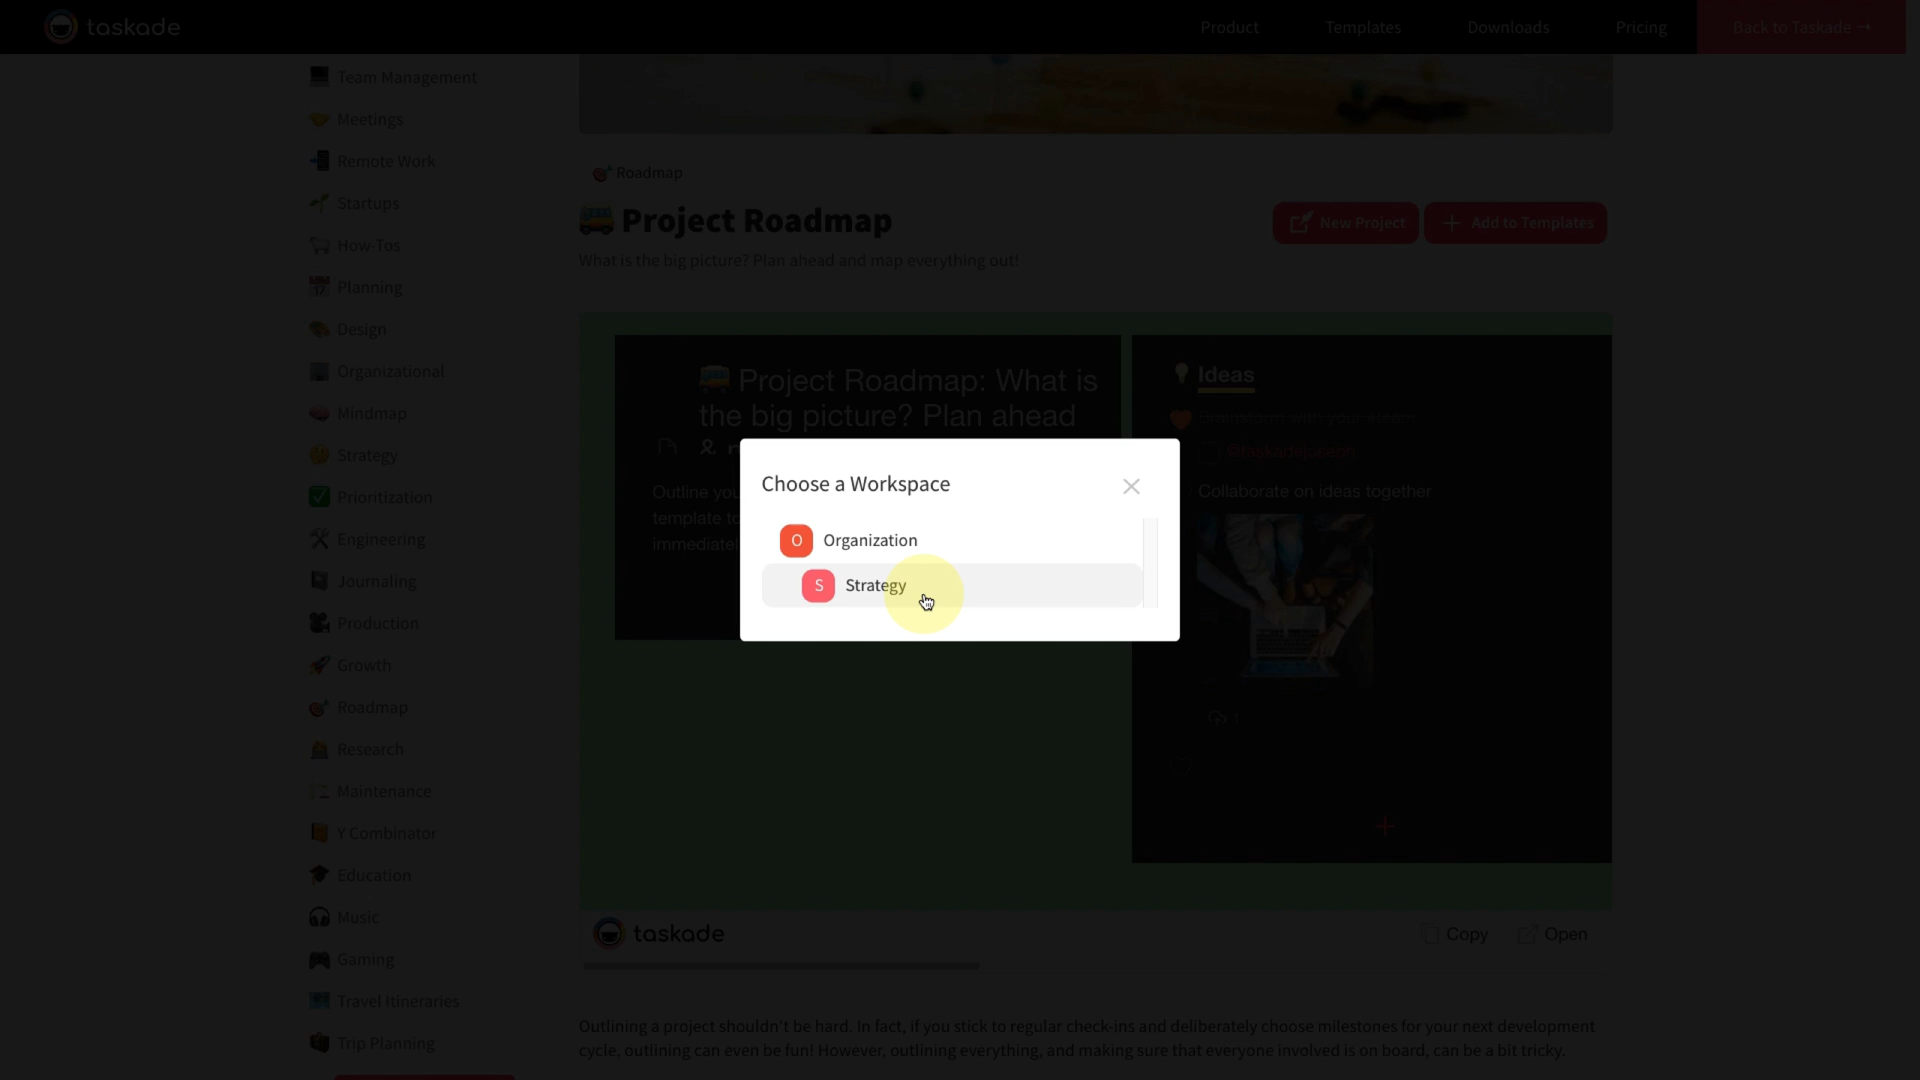 taskade
Product
Templates
Downloads
Pricing
Back to Taskade →
Team Management
Meetings
Remote Work
Startups
How-Tos
Planning
Design
Organizational
Mindmap
Strategy
Prioritization
Engineering
Journaling
Production
Growth
Roadmap
Research
Maintenance
Y Combinator
Education
Music
Gaming
Travel Itineraries
Trip Planning
Roadmap
Project Roadmap
New Project
Add to Templates
What is the big picture? Plan ahead and map everything out!
Project Roadmap: What is
the big picture? Plan ahead
Outline you
template to
immediatel
Ideas
Brainstorm with your #team
@taskadejoseph
Collaborate on ideas together
1
Choose a Workspace
O Organization
S Strategy
taskade
Copy
Open
Outlining a project shouldn't be hard. In fact, if you stick to regular check-ins and deliberately choose milestones for your next development
cycle, outlining can even be fun! However, outlining everything, and making sure that everyone involved is on board, can be a bit tricky.